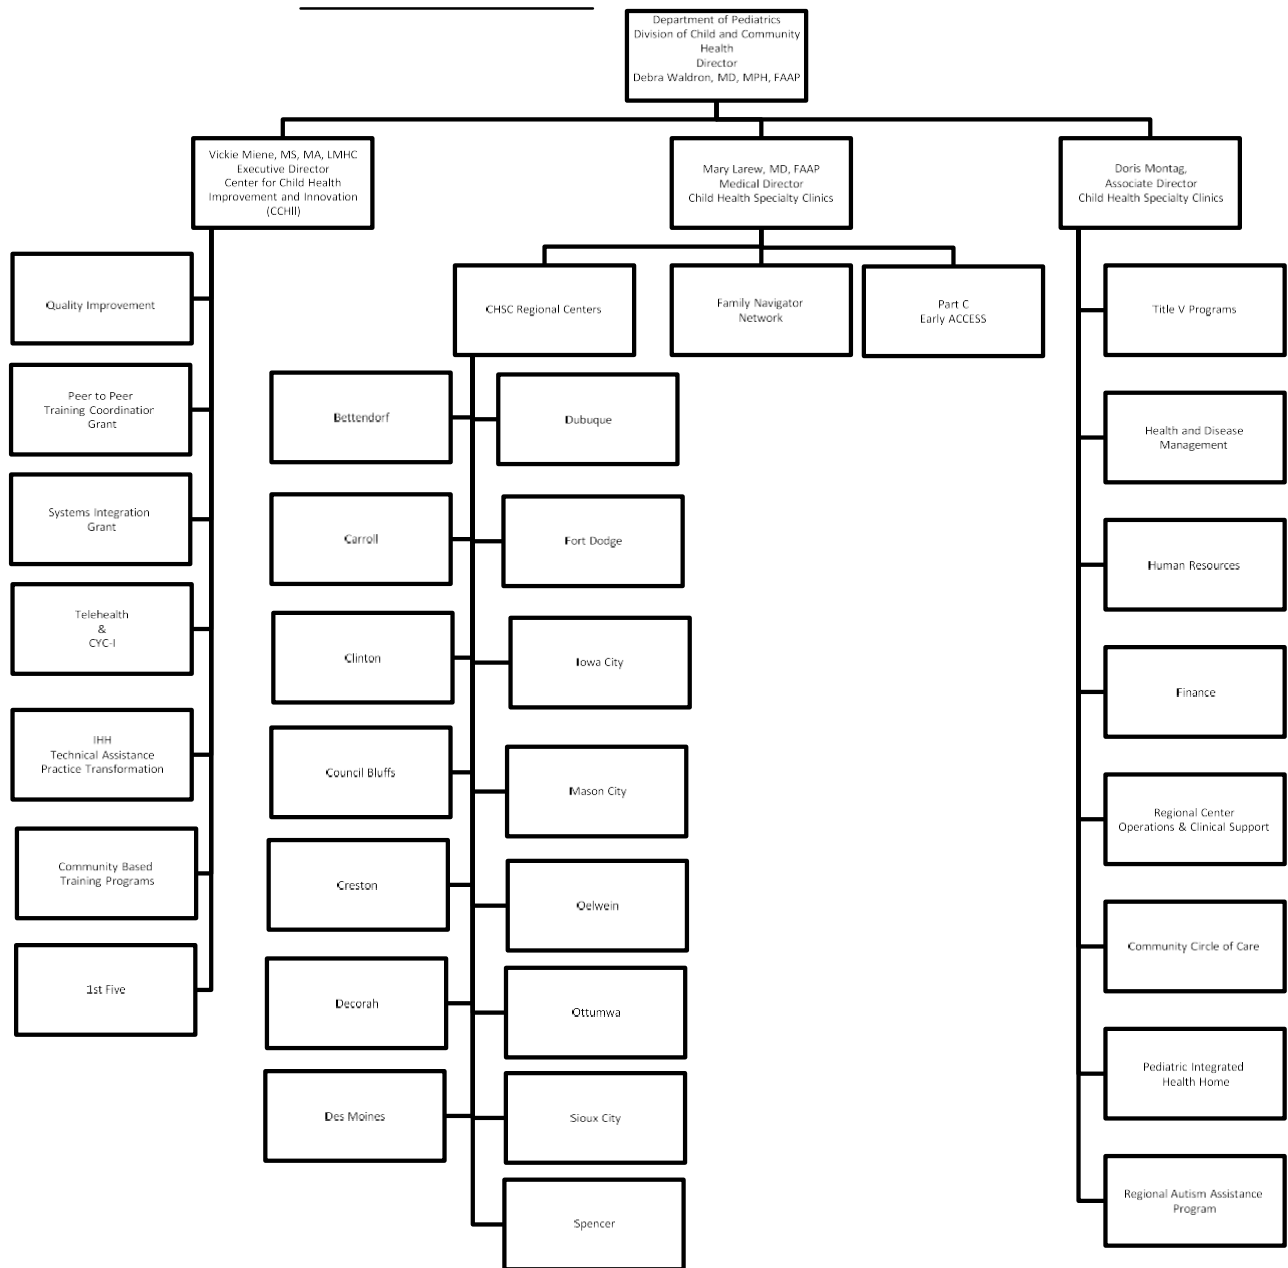 Department of Pediatrics
Division of Child and Community
Health
Director
Debra Waldron, MD, MPH, FAAP
Vickie Miene, MS, MA, LMHC
Executive Director
Center for Child Health
Improvement and Innovation
(CCHII)
Mary Larew, MD, FAAP
Medical Director
Child Health Specialty Clinics
Doris Montag,
Associate Director
Child Health Specialty Clinics
Quality Improvement
Peer to Peer
Training Coordination
Grant
Systems Integration
Grant
Telehealth
&
CYC-I
IHH
Technical Assistance
Practice Transformation
Community Based
Training Programs
1st Five
CHSC Regional Centers
Family Navigator
Network
Part C
Early ACCESS
Bettendorf
Carroll
Clinton
Council Bluffs
Creston
Decorah
Des Moines
Dubuque
Fort Dodge
Iowa City
Mason City
Oelwein
Ottumwa
Sioux City
Spencer
Title V Programs
Health and Disease
Management
Human Resources
Finance
Regional Center
Operations & Clinical Support
Community Circle of Care
Pediatric Integrated
Health Home
Regional Autism Assistance
Program